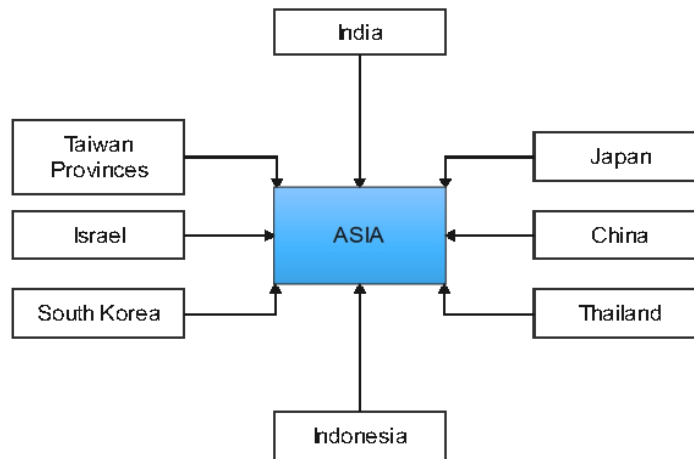 India
Taiwan
Provinces
Japan
Israel
ASIA
China
South Korea
Thailand
Indonesia